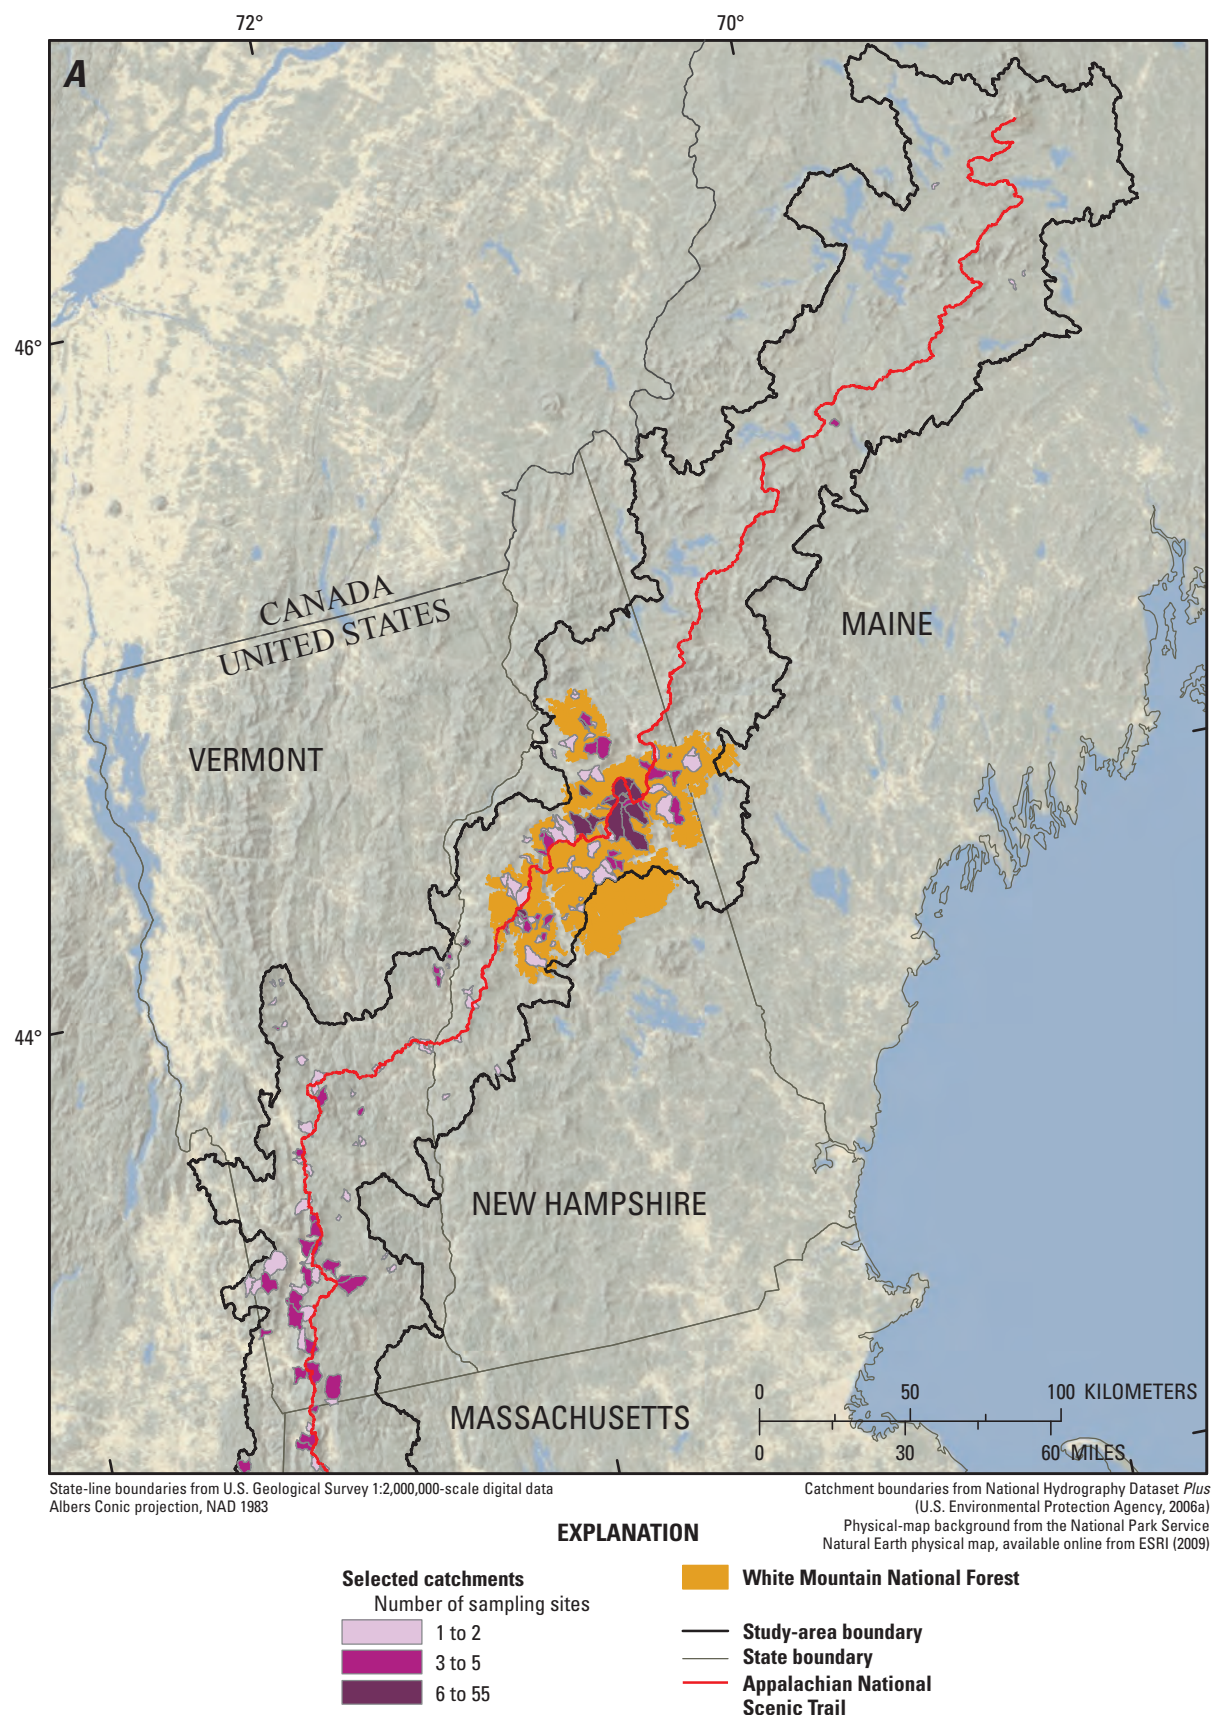 72°
70°
A
46°
CANADA
UNITED STATES
MAINE
VERMONT
44°
NEW HAMPSHIRE
MASSACHUSETTS
0 50 100 KILOMETERS
0 30 60 MILES
State-line boundaries from U.S. Geological Survey 1:2,000,000-scale digital data
Albers Conic projection, NAD 1983
Catchment boundaries from National Hydrography Dataset Plus
(U.S. Environmental Protection Agency, 2006a)
Physical-map background from the National Park Service
Natural Earth physical map, available online from ESRI (2009)
EXPLANATION
Selected catchments
Number of sampling sites
1 to 2
3 to 5
6 to 55
White Mountain National Forest
Study-area boundary
State boundary
Appalachian National
Scenic Trail